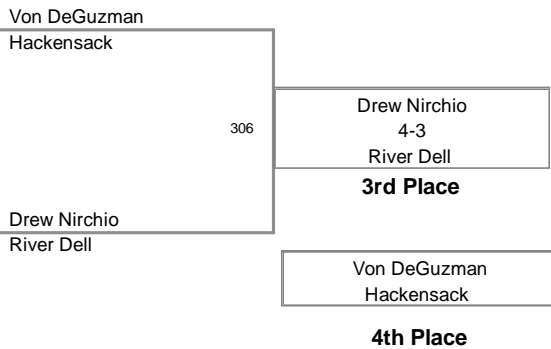 Von DeGuzman
Hackensack
306
Drew Nirchio
4-3
River Dell
3rd Place
Drew Nirchio
River Dell
Von DeGuzman
Hackensack
4th Place